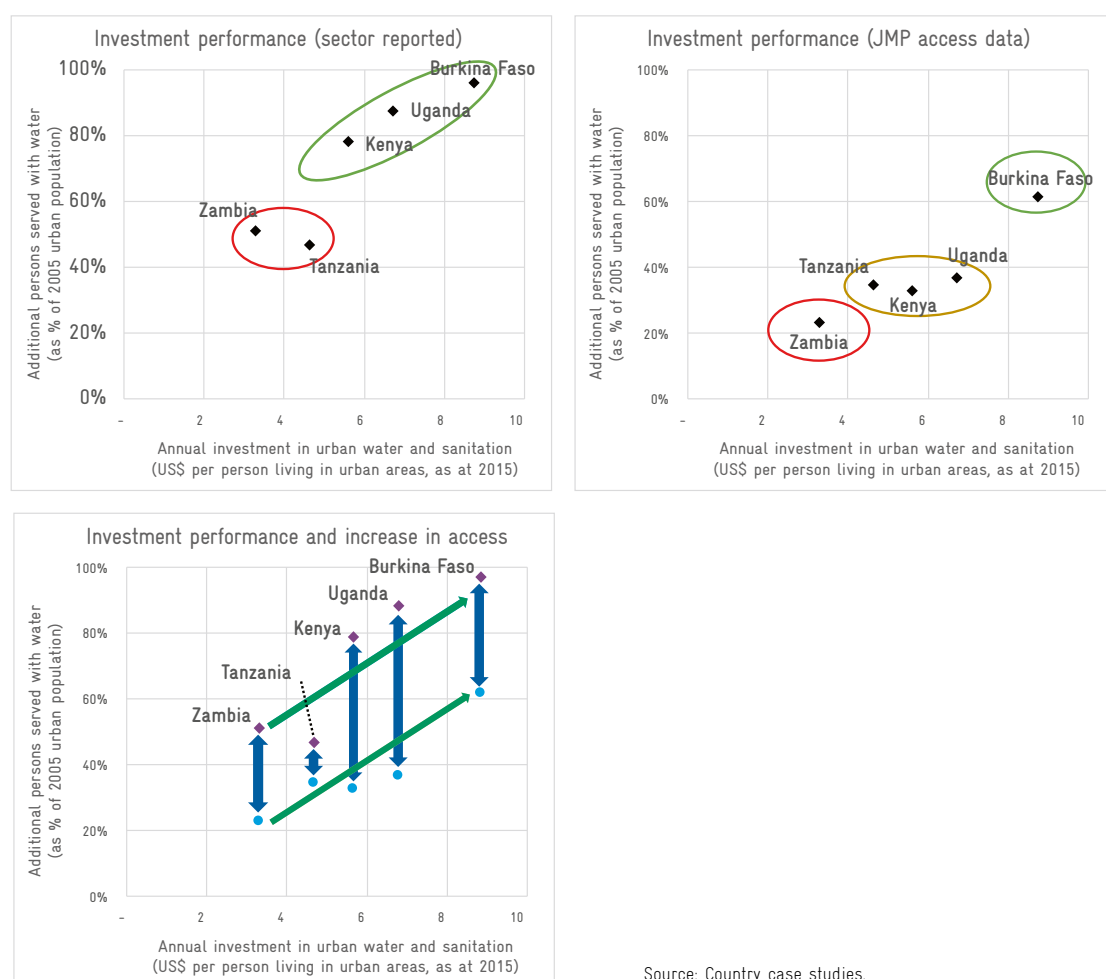 Investment performance (sector reported)
Additional persons served with water
(as % of 2005 urban population)
100%
80%
60%
40%
20%
0%
Burkina Faso
Uganda
Kenya
Zambia
Tanzania
–
2
4
6
8
10
Annual investment in urban water and sanitation
(US$ per person living in urban areas, as at 2015)
Investment performance (JMP access data)
Additional persons served with water
(as % of 2005 urban population)
100%
80%
60%
40%
20%
0%
Burkina Faso
Uganda
Tanzania
Kenya
Zambia
–
2
4
6
8
10
Annual investment in urban water and sanitation
(US$ per person living in urban areas, as at 2015)
Investment performance and increase in access
Additional persons served with water
(as % of 2005 urban population)
100%
80%
60%
40%
20%
0%
Burkina Faso
Uganda
Kenya
Tanzania
Zambia
–
2
4
6
8
10
Annual investment in urban water and sanitation
(US$ per person living in urban areas, as at 2015)
Source: Country case studies.